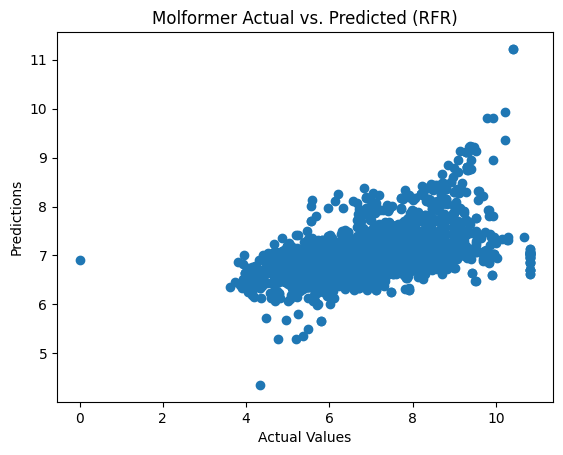 Molformer Actual vs. Predicted (RFR)
11
10
9
8
7
6
5
Predictions
0 2 4 6 8 10
Actual Values